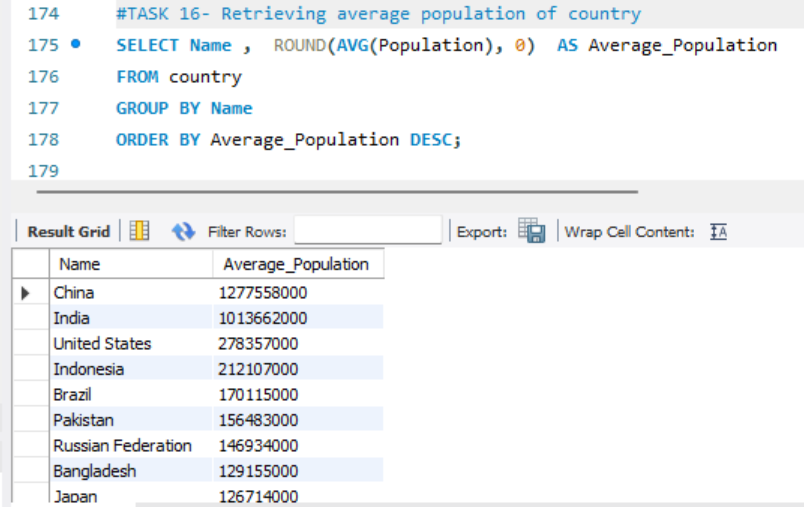 174 #TASK 16- Retrieving average population of country
175 SELECT Name , ROUND(AVG(Population), 0) AS Average_Population
176 FROM country
177 GROUP BY Name
178 ORDER BY Average_Population DESC;
179
Result Grid Filter Rows: Export: Wrap Cell Content: IA
Name Average_Population
China 1277558000
India 1013662000
United States 278357000
Indonesia 212107000
Brazil 170115000
Pakistan 156483000
Russian Federation 146934000
Bangladesh 129155000
Japan 126714000